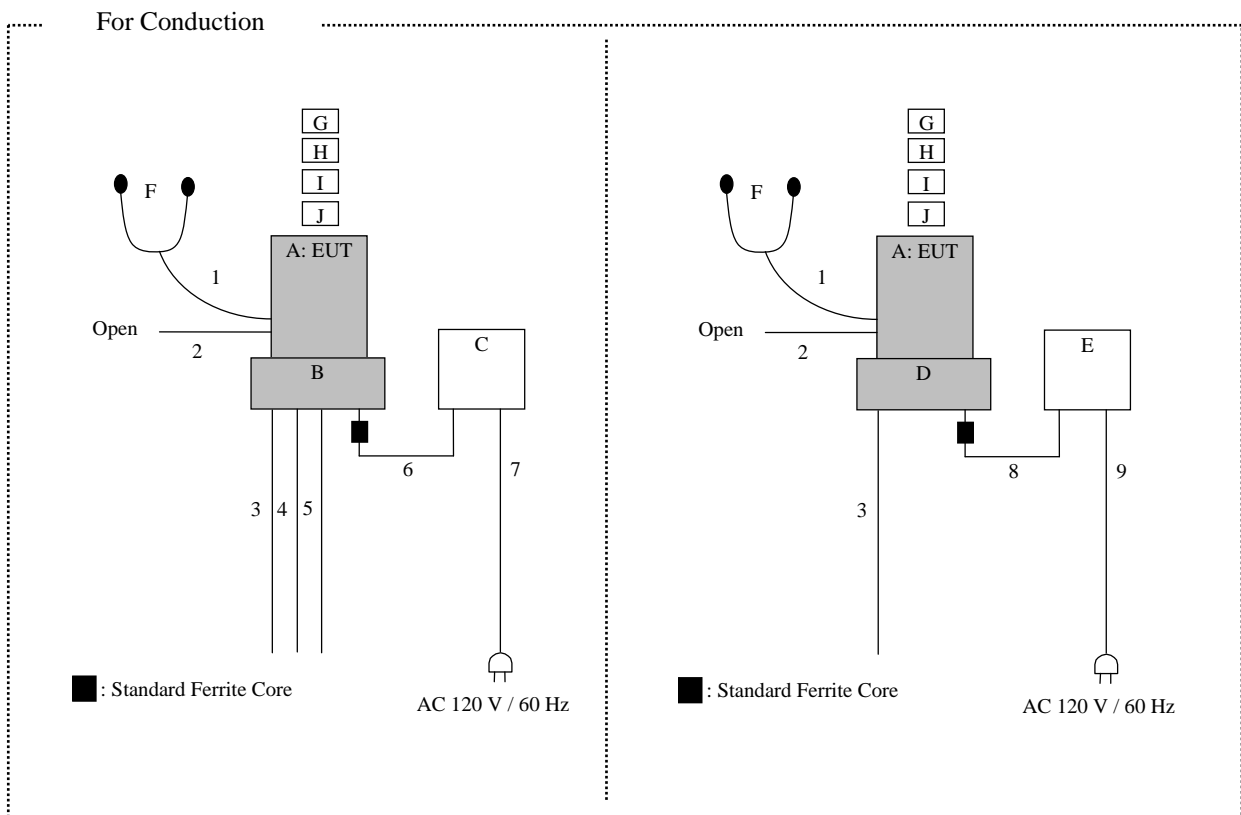 For Conduction
G
H
I
J
F
A: EUT
1
Open
2
C
B
6
7
3 4 5
: Standard Ferrite Core
AC 120 V / 60 Hz
G
H
I
J
F
A: EUT
1
Open
2
E
D
8
9
3
: Standard Ferrite Core
AC 120 V / 60 Hz